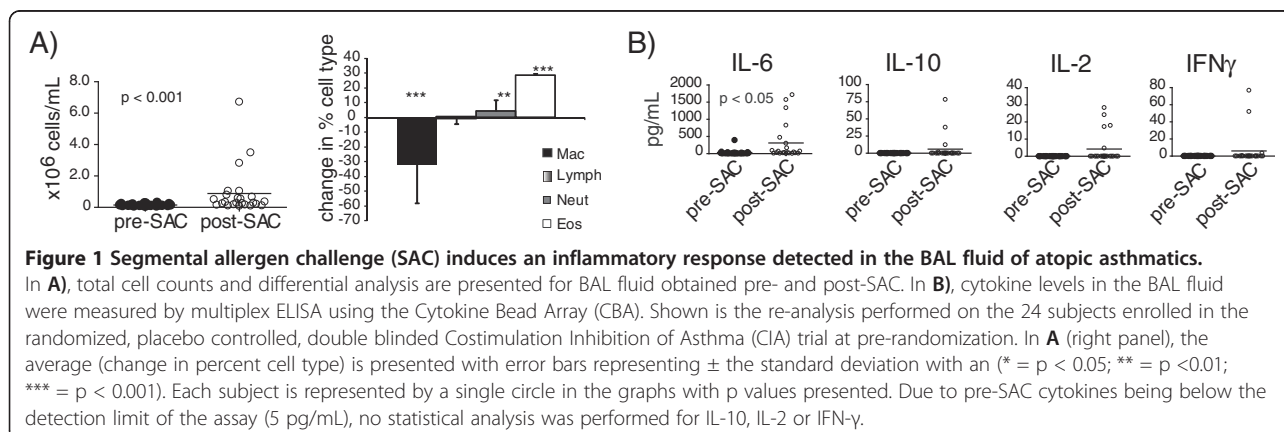 A)
x10⁶ cells/mL
8.0
6.0
4.0
2.0
0.0
p < 0.001
pre-SAC post-SAC
change in % cell type
40
30
20
10
0
-10
-20
-30
-40
-50
-60
-70
***
**
***
Mac
Lymph
Neut
Eos
B)
pg/mL
IL-6
2000
1500
1000
500
0
p < 0.05
pre-SAC
post-SAC
IL-10
100
75
50
25
0
pre-SAC
post-SAC
IL-2
40
30
20
10
0
pre-SAC
post-SAC
IFNγ
80
60
40
20
0
pre-SAC
post-SAC
Figure 1 Segmental allergen challenge (SAC) induces an inflammatory response detected in the BAL fluid of atopic asthmatics.
In A), total cell counts and differential analysis are presented for BAL fluid obtained pre- and post-SAC. In B), cytokine levels in the BAL fluid
were measured by multiplex ELISA using the Cytokine Bead Array (CBA). Shown is the re-analysis performed on the 24 subjects enrolled in the
randomized, placebo controlled, double blinded Costimulation Inhibition of Asthma (CIA) trial at pre-randomization. In A (right panel), the
average (change in percent cell type) is presented with error bars representing ± the standard deviation with an (* = p < 0.05; ** = p <0.01;
*** = p < 0.001). Each subject is represented by a single circle in the graphs with p values presented. Due to pre-SAC cytokines being below the
detection limit of the assay (5 pg/mL), no statistical analysis was performed for IL-10, IL-2 or IFN-γ.